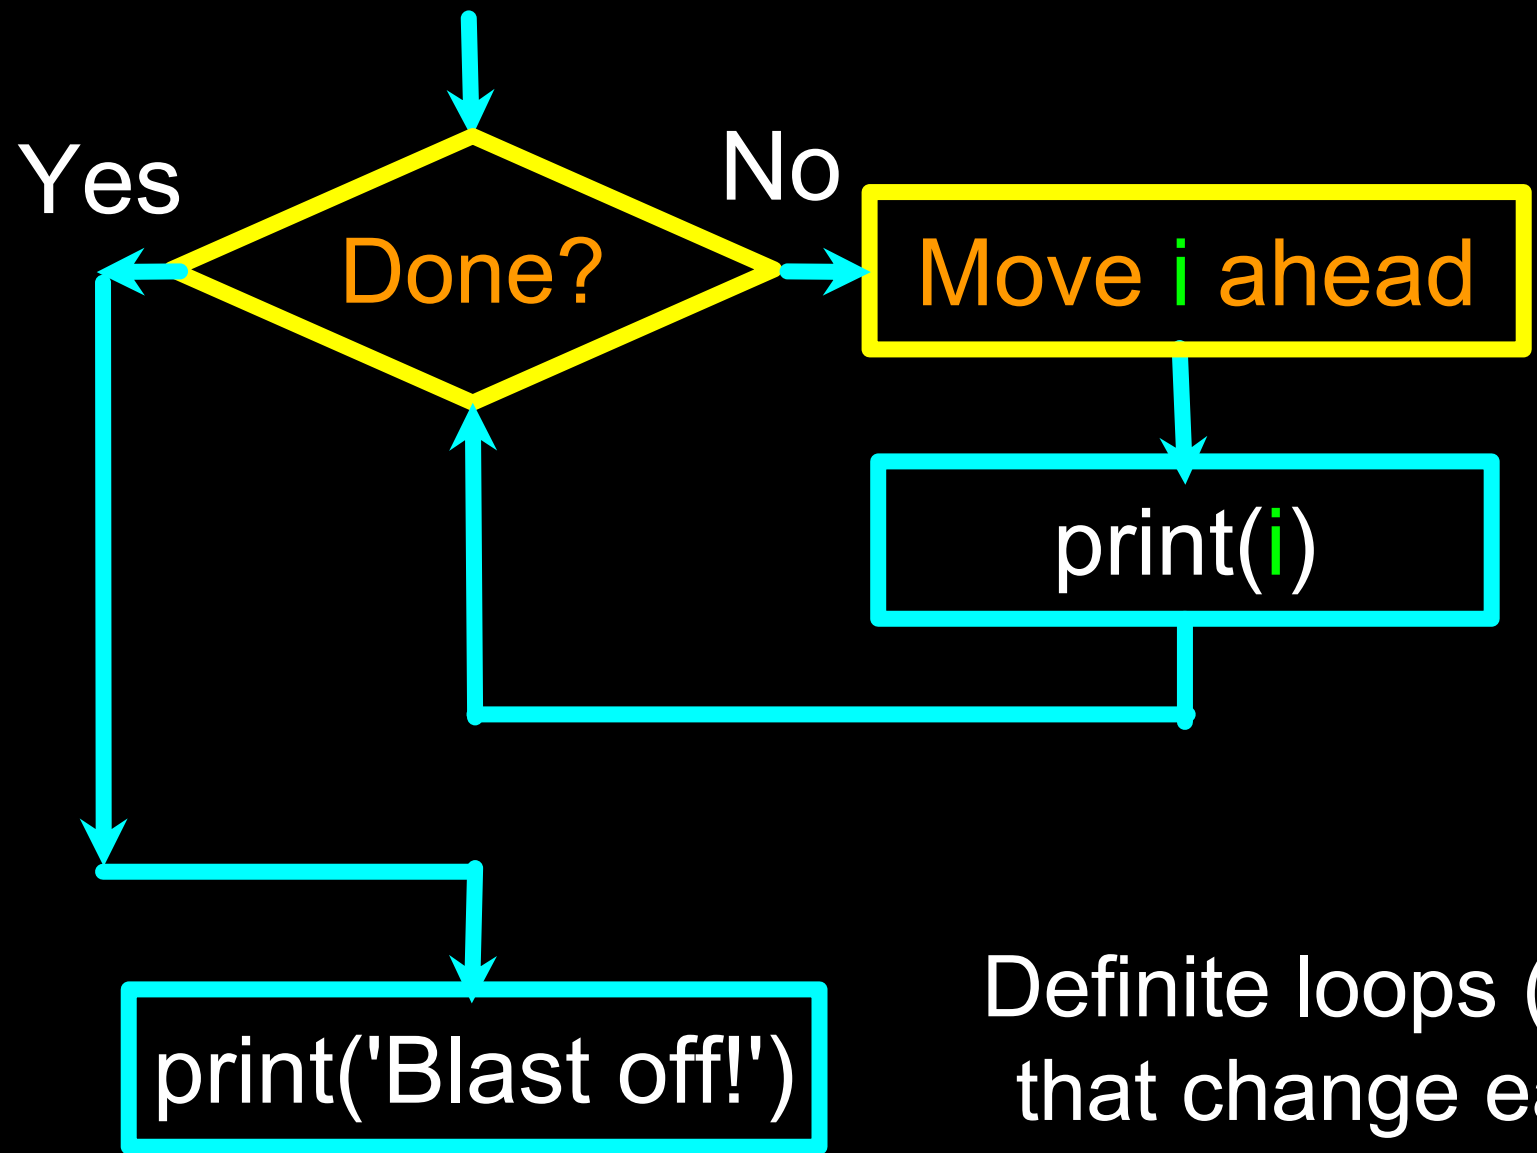 Yes
No
Done?
Move i ahead
print(i)
print('Blast off!')
Definite loops (
that change